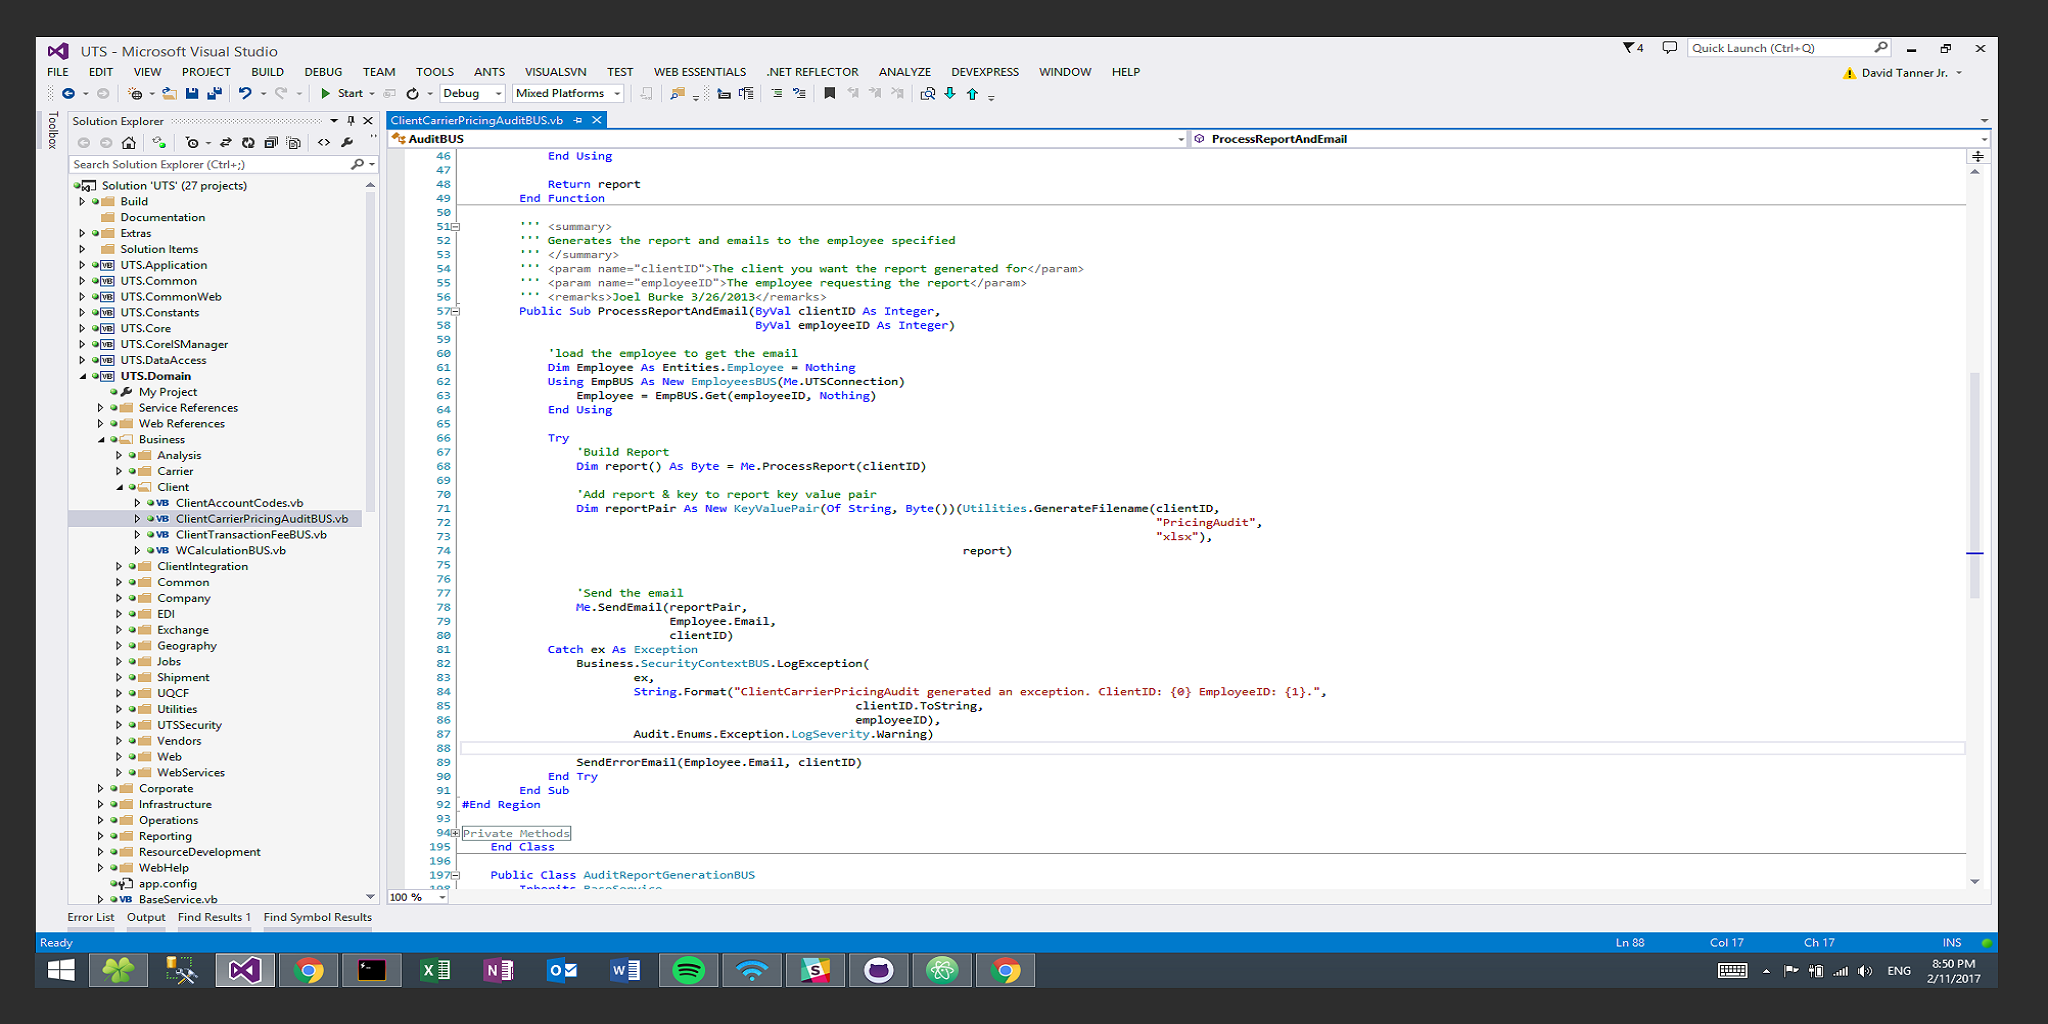 UTS - Microsoft Visual Studio
4
Quick Launch (Ctrl+Q)
FILE EDIT VIEW PROJECT BUILD DEBUG TEAM TOOLS ANTS VISUALSVN TEST WEB ESSENTIALS .NET REFLECTOR ANALYZE DEVEXPRESS WINDOW HELP
David Tanner Jr.
Start Debug Mixed Platforms
Toolbox
Solution Explorer
Search Solution Explorer (Ctrl+;)
Solution 'UTS' (27 projects)
Build
Documentation
Extras
Solution Items
UTS.Application
UTS.Common
UTS.CommonWeb
UTS.Constants
UTS.Core
UTS.CoreISManager
UTS.DataAccess
UTS.Domain
My Project
Service References
Web References
Business
Analysis
Carrier
Client
ClientAccountCodes.vb
ClientCarrierPricingAuditBUS.vb
ClientTransactionFeeBUS.vb
WCalculationBUS.vb
ClientIntegration
Common
Company
EDI
Exchange
Geography
Jobs
Shipment
UQCF
Utilities
UTSSecurity
Vendors
Web
WebServices
Corporate
Infrastructure
Operations
Reporting
ResourceDevelopment
WebHelp
app.config
BaseService.vb
ClientCarrierPricingAuditBUS.vb
AuditBUS
ProcessReportAndEmail
46 End Using
47
48 Return report
49 End Function
50
51 ''' <summary>
52 ''' Generates the report and emails to the employee specified
53 ''' </summary>
54 ''' <param name="clientID">The client you want the report generated for</param>
55 ''' <param name="employeeID">The employee requesting the report</param>
56 ''' <remarks>Joel Burke 3/26/2013</remarks>
57 Public Sub ProcessReportAndEmail(ByVal clientID As Integer,
58 ByVal employeeID As Integer)
59
60 'load the employee to get the email
61 Dim Employee As Entities.Employee = Nothing
62 Using EmpBUS As New EmployeesBUS(Me.UTSConnection)
63 Employee = EmpBUS.Get(employeeID, Nothing)
64 End Using
65
66 Try
67 'Build Report
68 Dim report() As Byte = Me.ProcessReport(clientID)
69
70 'Add report & key to report key value pair
71 Dim reportPair As New KeyValuePair(Of String, Byte())(Utilities.GenerateFilename(clientID,
72 "PricingAudit",
73 "xlsx"),
74 report)
75
76
77 'Send the email
78 Me.SendEmail(reportPair,
79 Employee.Email,
80 clientID)
81 Catch ex As Exception
82 Business.SecurityContextBUS.LogException(
83 ex,
84 String.Format("ClientCarrierPricingAudit generated an exception. ClientID: {0} EmployeeID: {1}.",
85 clientID.ToString,
86 employeeID),
87 Audit.Enums.Exception.LogSeverity.Warning)
88
89 SendErrorEmail(Employee.Email, clientID)
90 End Try
91 End Sub
92 #End Region
93
94 Private Methods
195 End Class
196
197 Public Class AuditReportGenerationBUS
198 Inherits BaseService
100 %
Error List Output Find Results 1 Find Symbol Results
Ready Ln 88 Col 17 Ch 17 INS
ENG
8:50 PM
2/11/2017